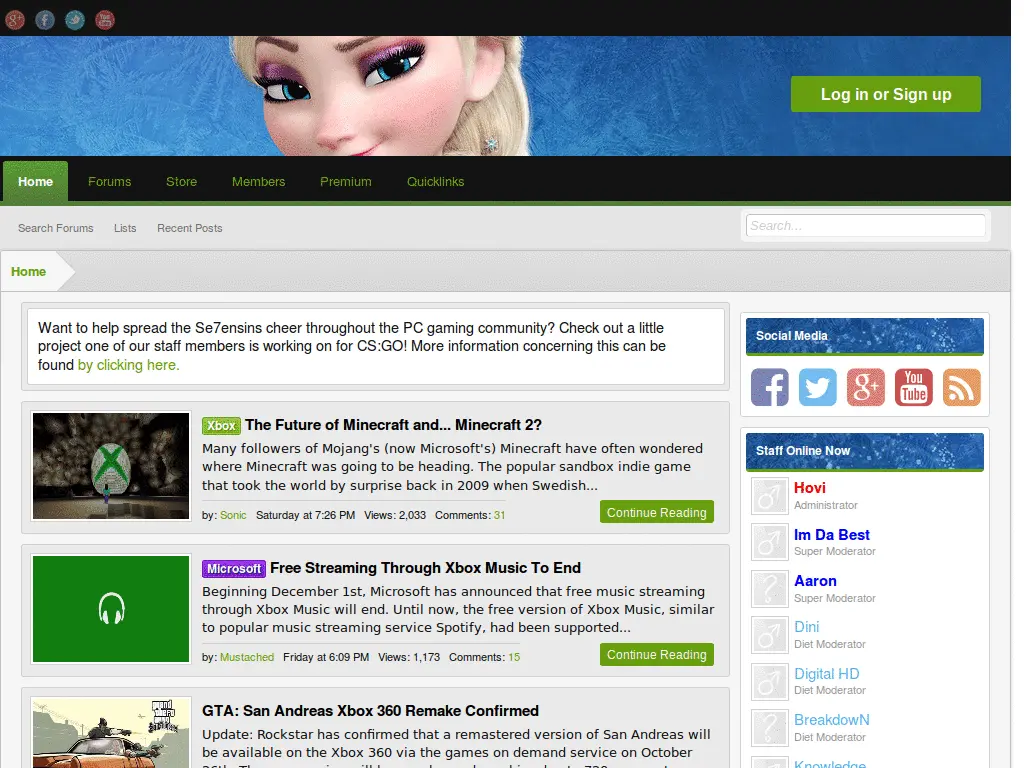 You
Log in or Sign up
Home Forums Store Members Premium Quicklinks
Search Forums Lists Recent Posts
Search...
Home
Want to help spread the Se7ensins cheer throughout the PC gaming community? Check out a little
project one of our staff members is working on for CS:GO! More information concerning this can be
found by clicking here.
Xbox The Future of Minecraft and... Minecraft 2?
Many followers of Mojang's (now Microsoft's) Minecraft have often wondered
where Minecraft was going to be heading. The popular sandbox indie game
that took the world by surprise back in 2009 when Swedish...
by: Sonic Saturday at 7:26 PM Views: 2,033 Comments: 31
Continue Reading
Microsoft Free Streaming Through Xbox Music To End
Beginning December 1st, Microsoft has announced that free music streaming
through Xbox Music will end. Until now, the free version of Xbox Music, similar
to popular music streaming service Spotify, had been supported...
by: Mustached Friday at 6:09 PM Views: 1,173 Comments: 15
Continue Reading
grand
theft
auto
GTA: San Andreas Xbox 360 Remake Confirmed
Update: Rockstar has confirmed that a remastered version of San Andreas will
be available on the Xbox 360 via the games on demand service on October
Social Media
You
Tube
Staff Online Now
Hovi
Administrator
Im Da Best
Super Moderator
Aaron
Super Moderator
Dini
Diet Moderator
Digital HD
Diet Moderator
BreakdowN
Diet Moderator
Knowledge